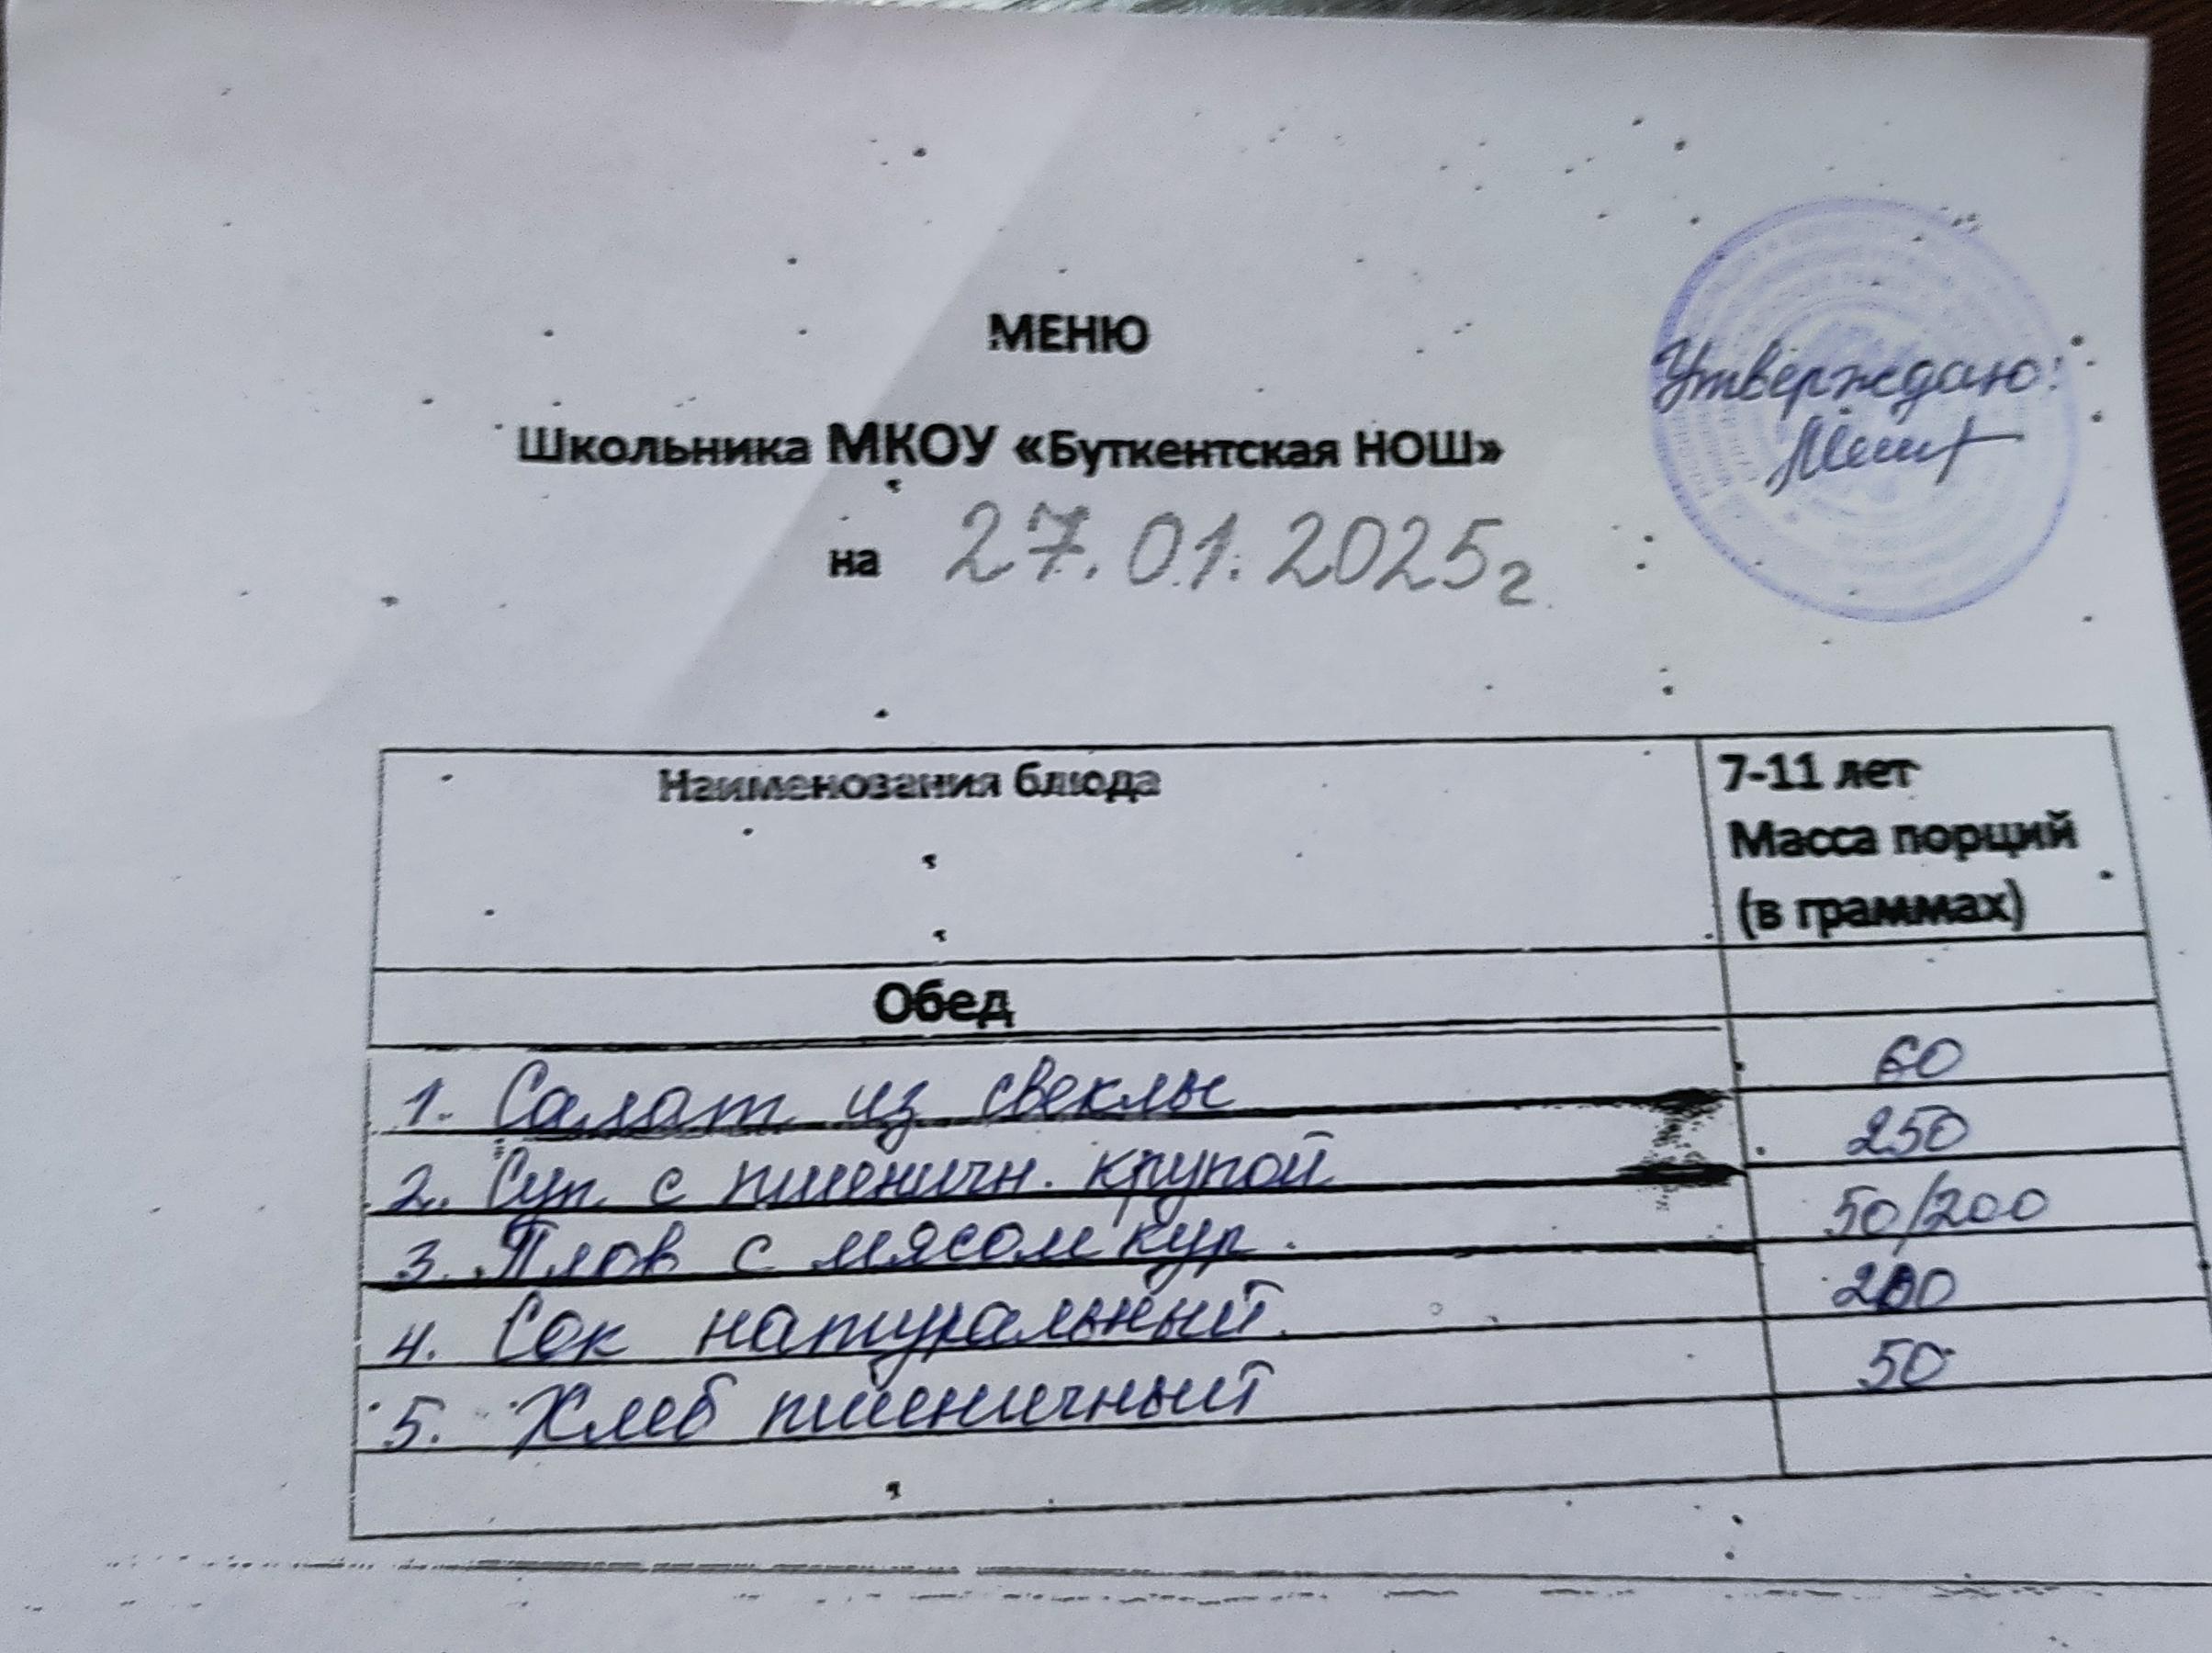 МЕНЮ
Утверждаю:
Школьника МКОУ «Буткентская НОШ»
на 27.01.2025г.
Наименования блюда
7-11 лет
Масса порций
(в граммах)
Обед
1. Салат из свеклы 60
2. Суп с пшеничн. крупой 250
3. Плов с мясом кур. 50/200
4. Сок натуральный 200
5. Хлеб пшеничный 50